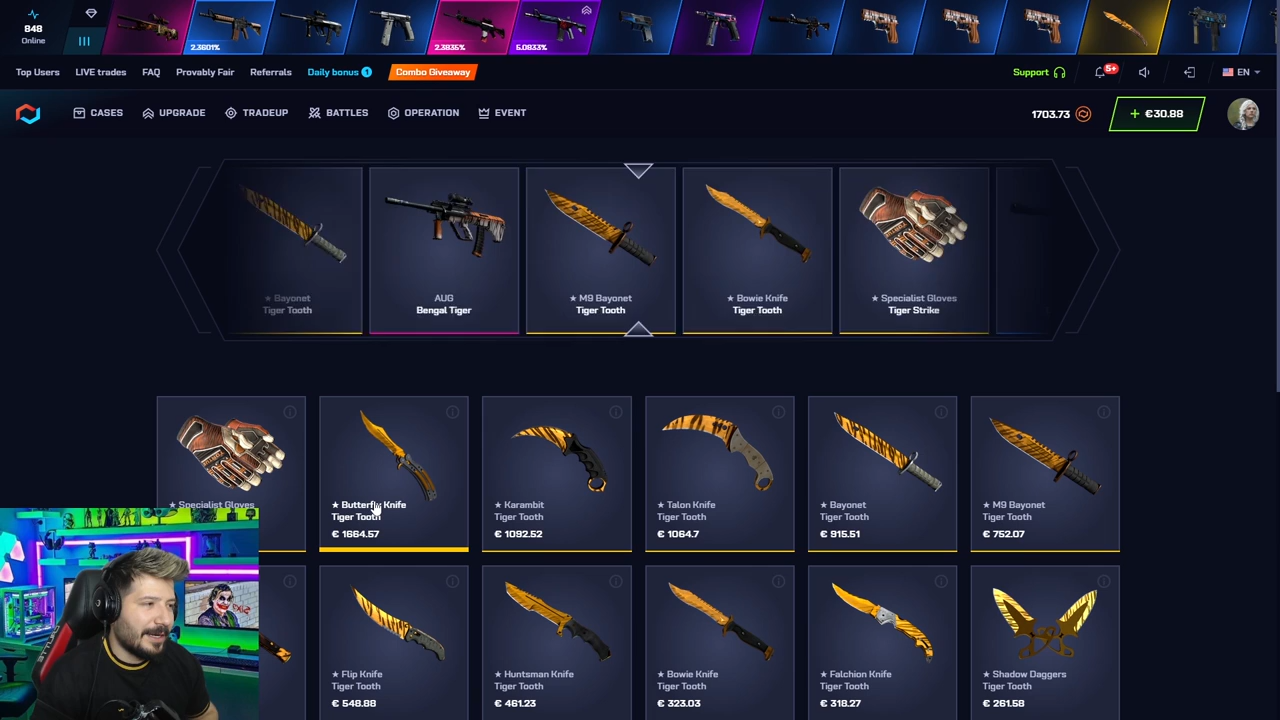 848
Online
2.3601%
2.3835%
5.0833%
Top Users
LIVE trades
FAQ
Provably Fair
Referrals
Daily bonus 1
Combo Giveaway
Support
5+
EN
CASES
UPGRADE
TRADEUP
BATTLES
OPERATION
EVENT
1703.73
+ €30.88
★ Bayonet
Tiger Tooth
AUG
Bengal Tiger
★ M9 Bayonet
Tiger Tooth
★ Bowie Knife
Tiger Tooth
★ Specialist Gloves
Tiger Strike
★ Specialist Gloves
★ Butterfly Knife
Tiger Tooth
€ 1664.57
★ Karambit
Tiger Tooth
€ 1092.52
★ Talon Knife
Tiger Tooth
€ 1064.7
★ Bayonet
Tiger Tooth
€ 915.51
★ M9 Bayonet
Tiger Tooth
€ 752.07
★ Flip Knife
Tiger Tooth
€ 548.88
★ Huntsman Knife
Tiger Tooth
€ 461.23
★ Bowie Knife
Tiger Tooth
€ 323.03
★ Falchion Knife
Tiger Tooth
€ 318.27
★ Shadow Daggers
Tiger Tooth
€ 261.58